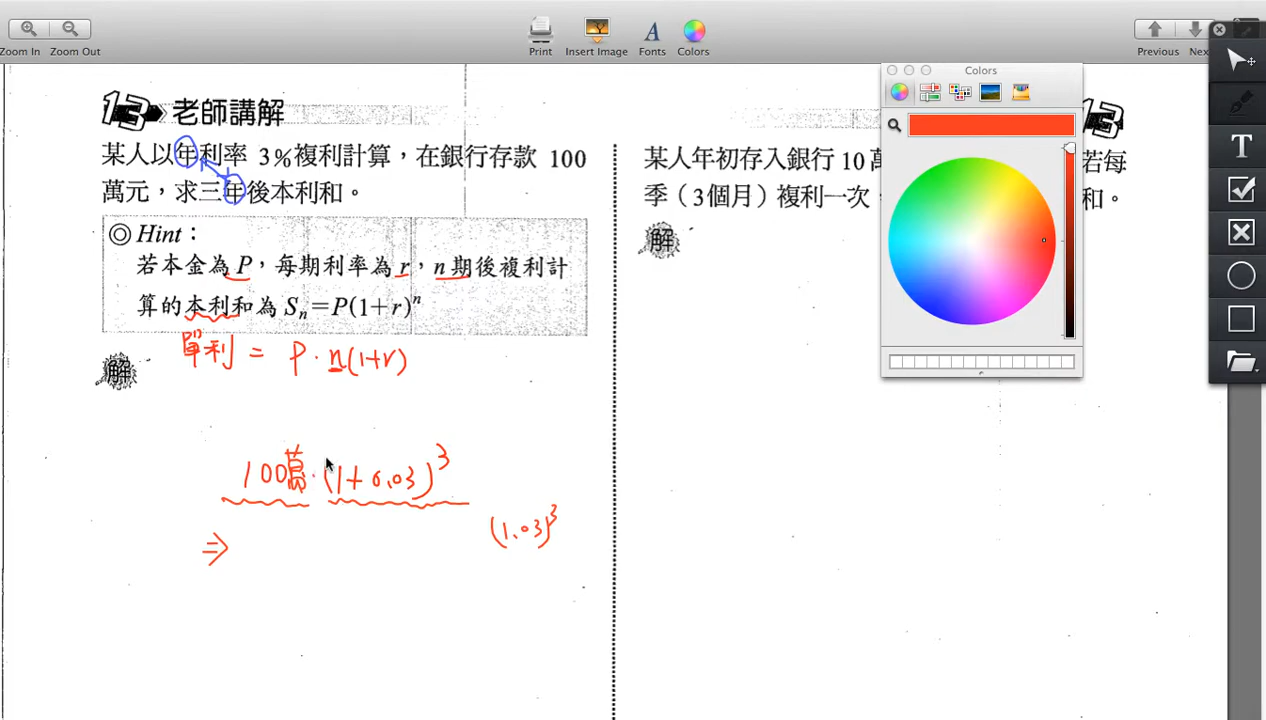 Zoom In Zoom Out Print Insert Image Fonts Colors Previous
Colors
13 老師講解
某人以年利率 3%複利計算，在銀行存款 100
萬元，求三年後本利和。
◎ Hint：
若本金為 P，每期利率為 r，n 期後複利計
算的本利和為 Sn＝P(1＋r)^n
單利 = P·n(1+r)
解
100萬·(1+0.03)^3
(1.03)^3
⇒
13
某人年初存入銀行 10 若每
季（3個月）複利一次 和。
解
T